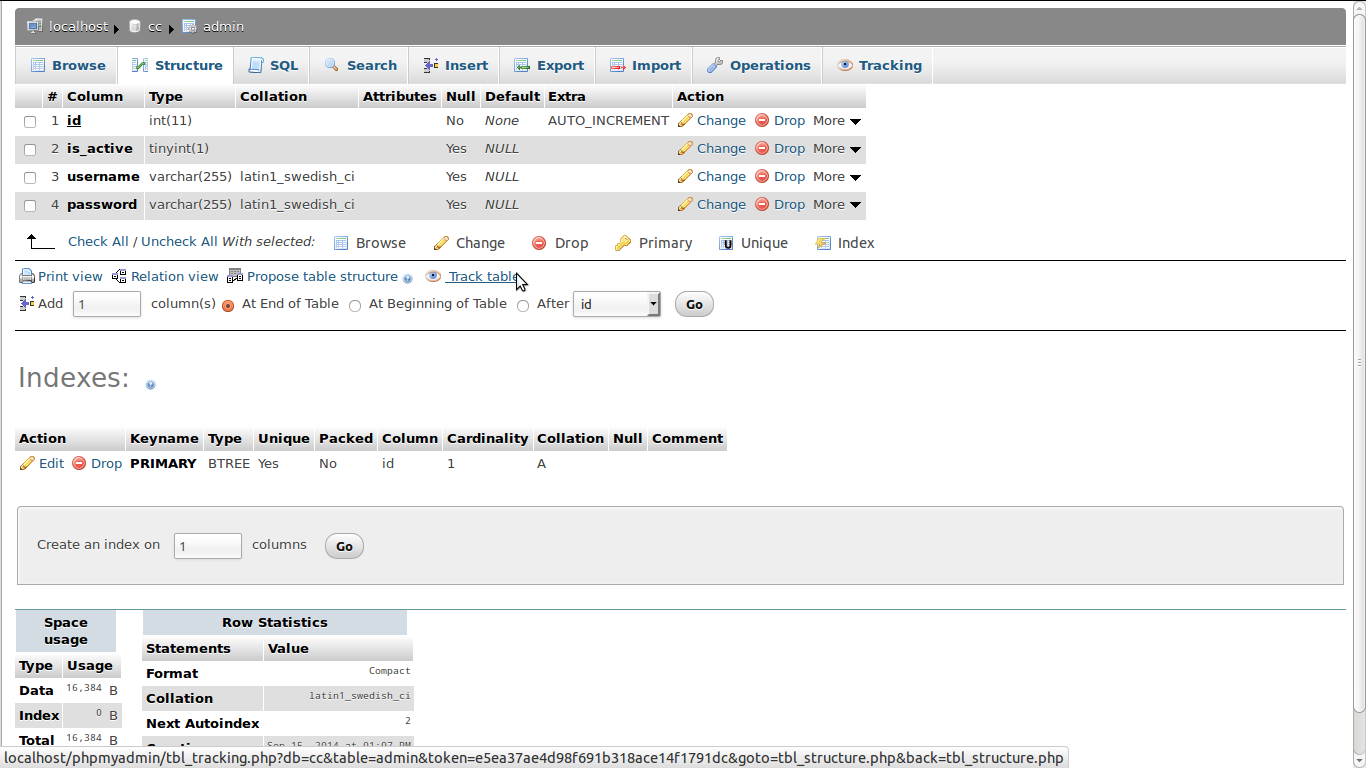 localhost cc admin
Browse Structure SQL Search Insert Export Import Operations Tracking
# Column Type Collation Attributes Null Default Extra Action
1 id int(11) No None AUTO_INCREMENT Change Drop More
2 is_active tinyint(1) Yes NULL Change Drop More
3 username varchar(255) latin1_swedish_ci Yes NULL Change Drop More
4 password varchar(255) latin1_swedish_ci Yes NULL Change Drop More
Check All / Uncheck All With selected: Browse Change Drop Primary Unique Index
Print view Relation view Propose table structure Track table
Add 1 column(s) At End of Table At Beginning of Table After id Go
Indexes:
Action Keyname Type Unique Packed Column Cardinality Collation Null Comment
Edit Drop PRIMARY BTREE Yes No id 1 A
Create an index on 1 columns Go
Space usage
Type Usage
Data 16,384 B
Index 0 B
Total 16,384 B
Row Statistics
Statements Value
Format Compact
Collation latin1_swedish_ci
Next Autoindex 2
Sep 15, 2014 at 01:07 PM
localhost/phpmyadmin/tbl_tracking.php?db=cc&table=admin&token=e5ea37ae4d98f691b318ace14f1791dc&goto=tbl_structure.php&back=tbl_structure.php